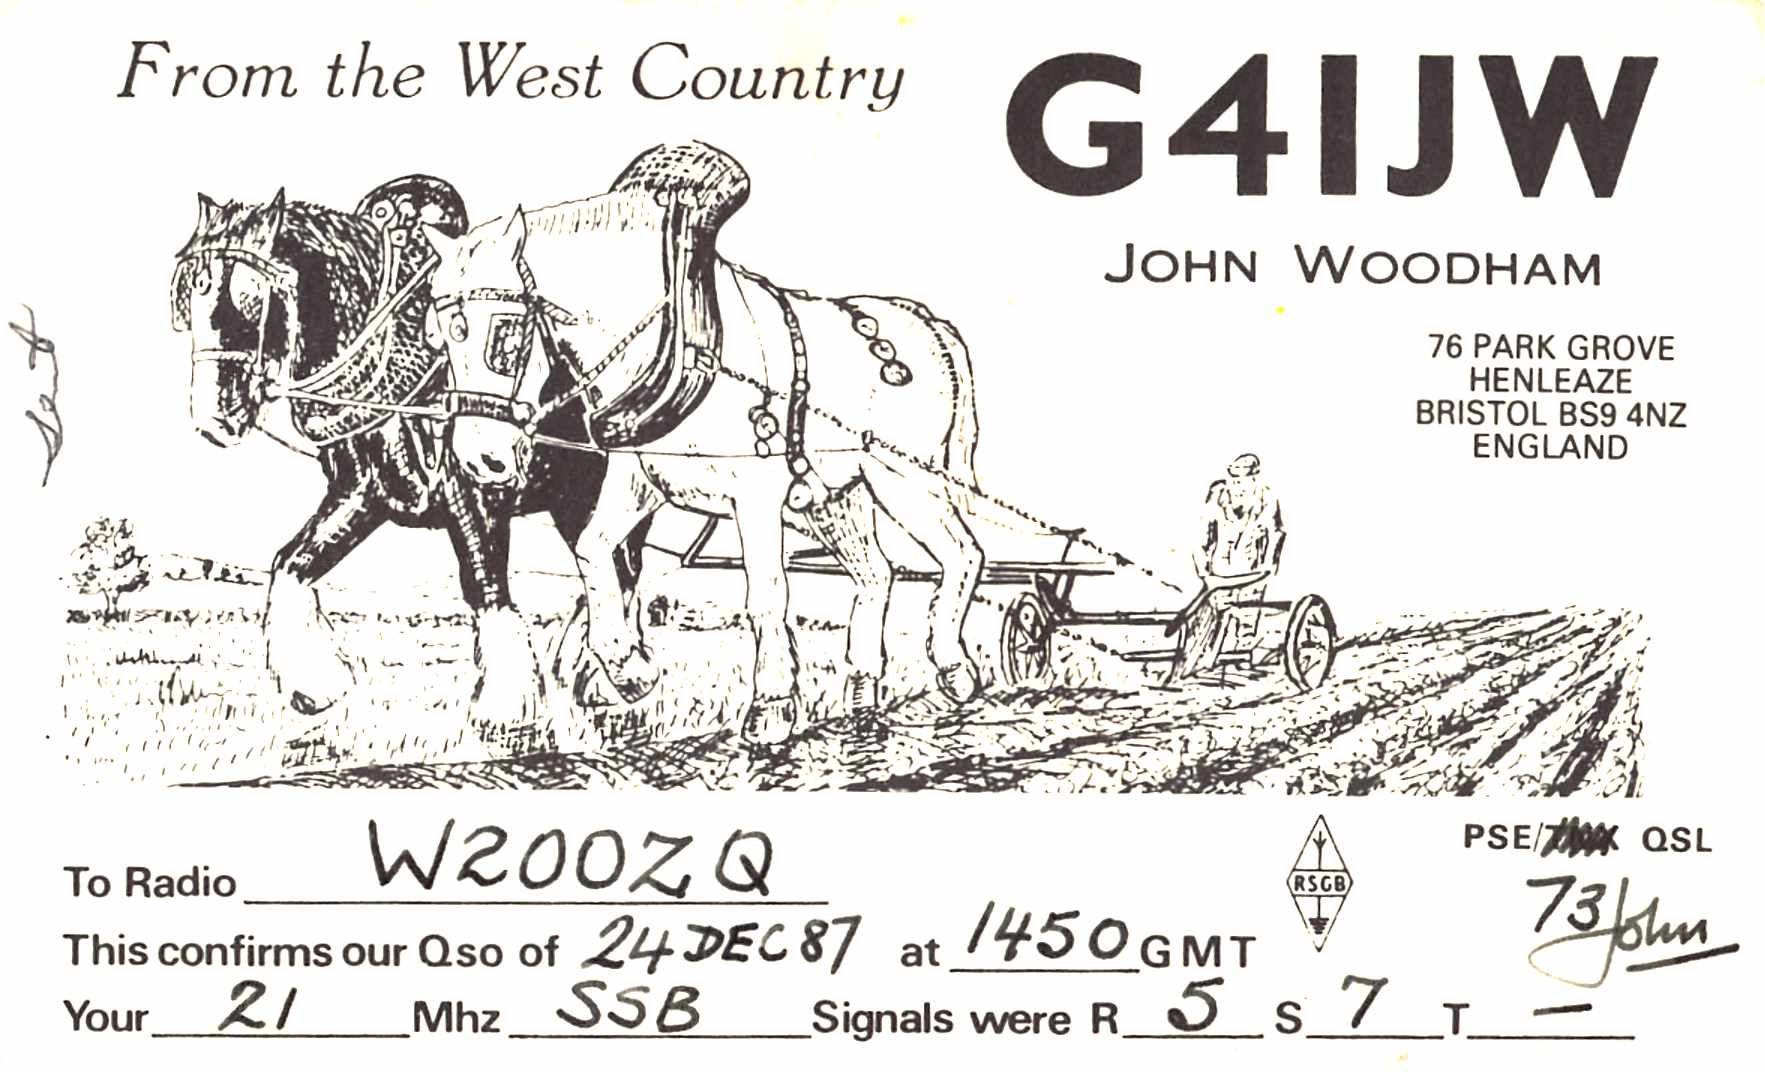 From the West Country
G4IJW
JOHN WOODHAM
76 PARK GROVE
HENLEAZE
BRISTOL BS9 4NZ
ENGLAND
To Radio W2OOZQ
RSGB
PSE/ QSL
This confirms our Qso of 24 DEC 87 at 1450 GMT
73 John
Your 21 Mhz SSB Signals were R 5 S 7 T —